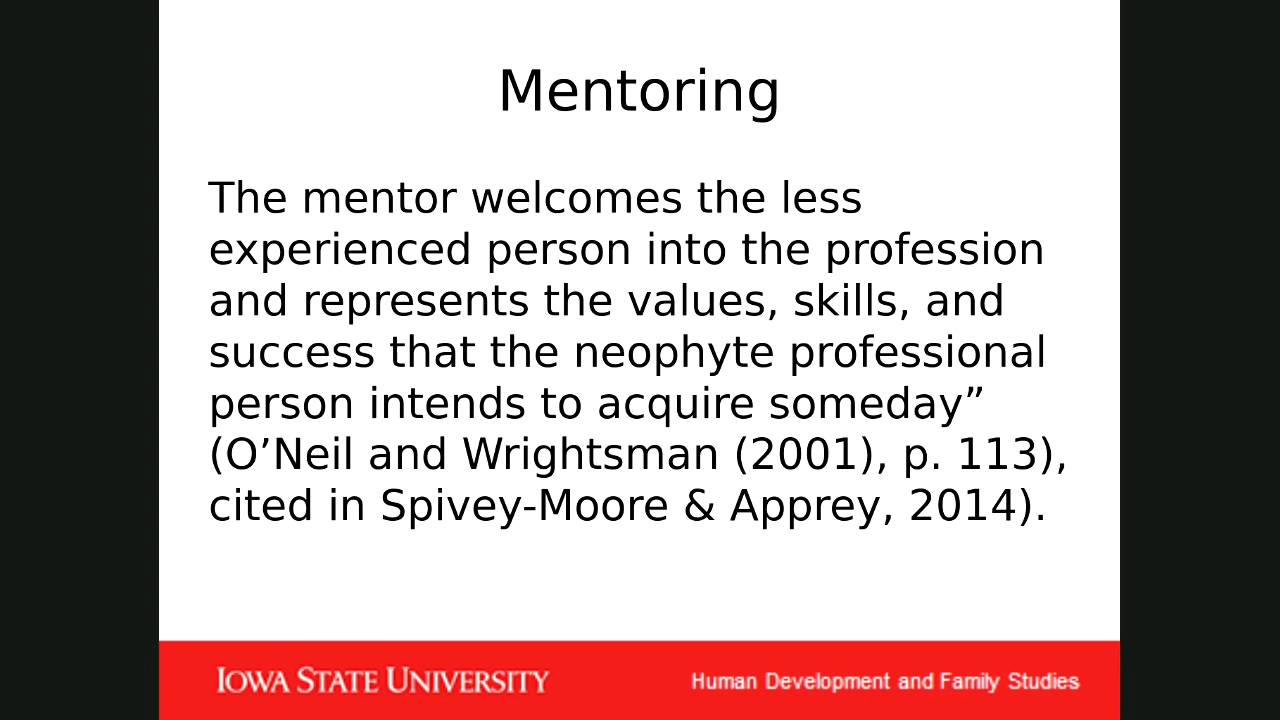 Mentoring
The mentor welcomes the less
experienced person into the profession
and represents the values, skills, and
success that the neophyte professional
person intends to acquire someday”
(O’Neil and Wrightsman (2001), p. 113),
cited in Spivey-Moore & Apprey, 2014).
IOWA STATE UNIVERSITY
Human Development and Family Studies